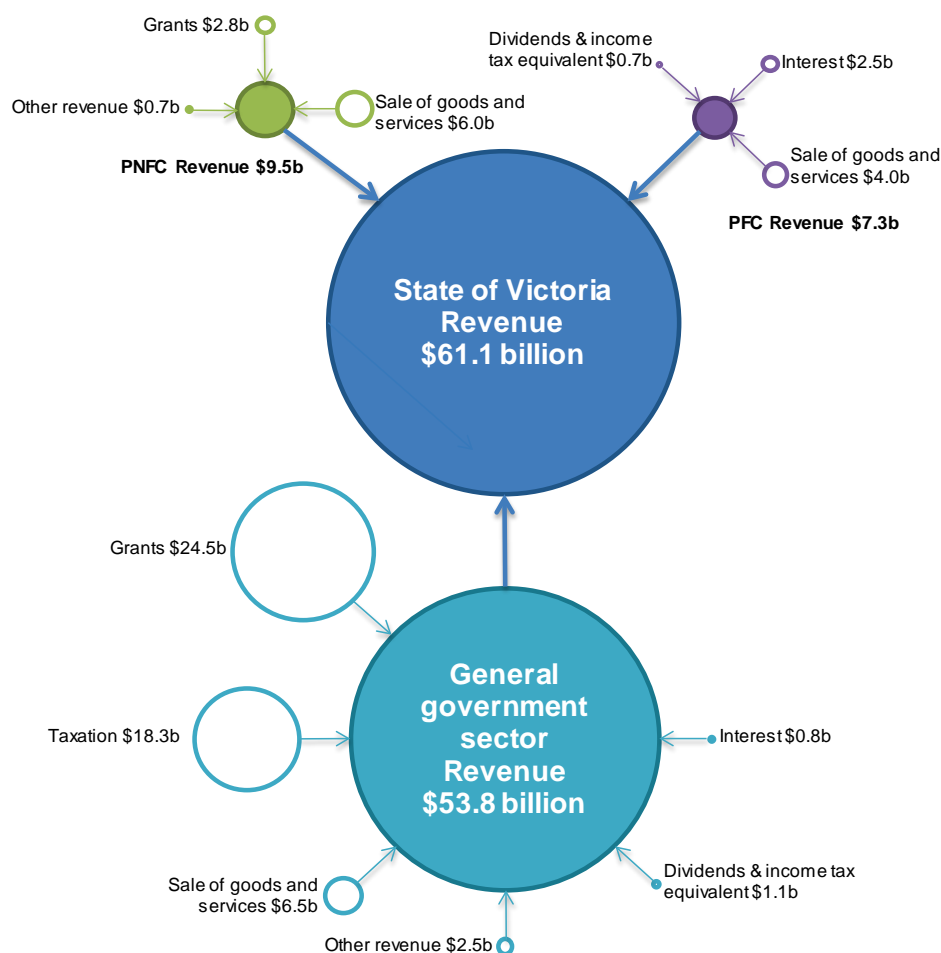 Grants $2.8b
Other revenue $0.7b
Sale of goods and
services $6.0b
PNFC Revenue $9.5b
Dividends & income
tax equivalent $0.7b
Interest $2.5b
Sale of goods and
services $4.0b
PFC Revenue $7.3b
State of Victoria
Revenue
$61.1 billion
Grants $24.5b
Taxation $18.3b
General
government
sector
Revenue
$53.8 billion
Interest $0.8b
Sale of goods and
services $6.5b
Dividends & income tax
equivalent $1.1b
Other revenue $2.5b